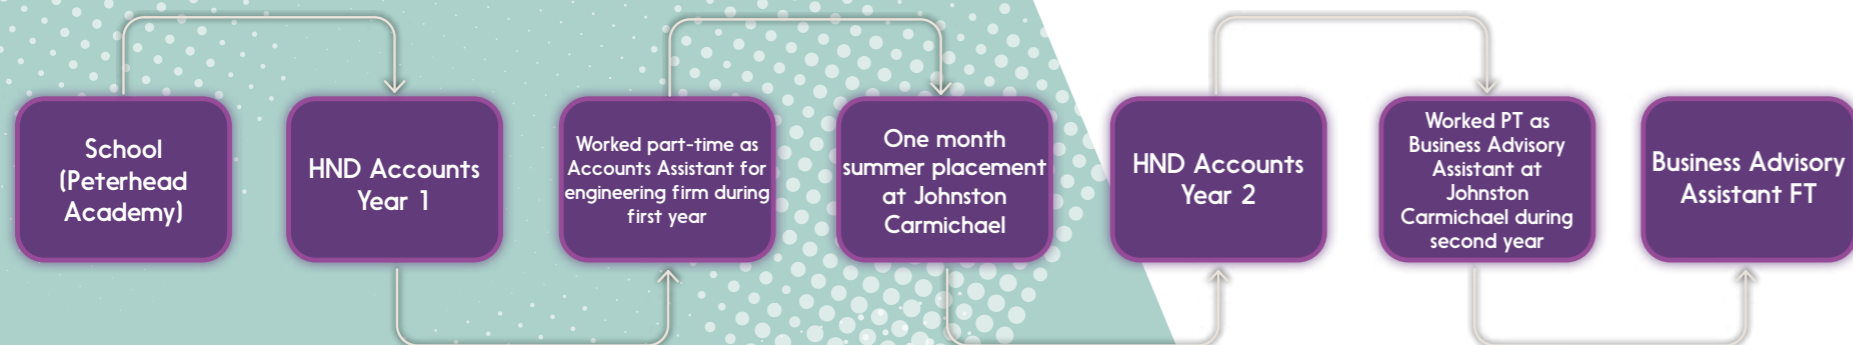 School
(Peterhead
Academy)
HND Accounts
Year 1
Worked part-time as
Accounts Assistant for
engineering firm during
first year
One month
summer placement
at Johnston
Carmichael
HND Accounts
Year 2
Worked PT as
Business Advisory
Assistant at
Johnston
Carmichael during
second year
Business Advisory
Assistant FT